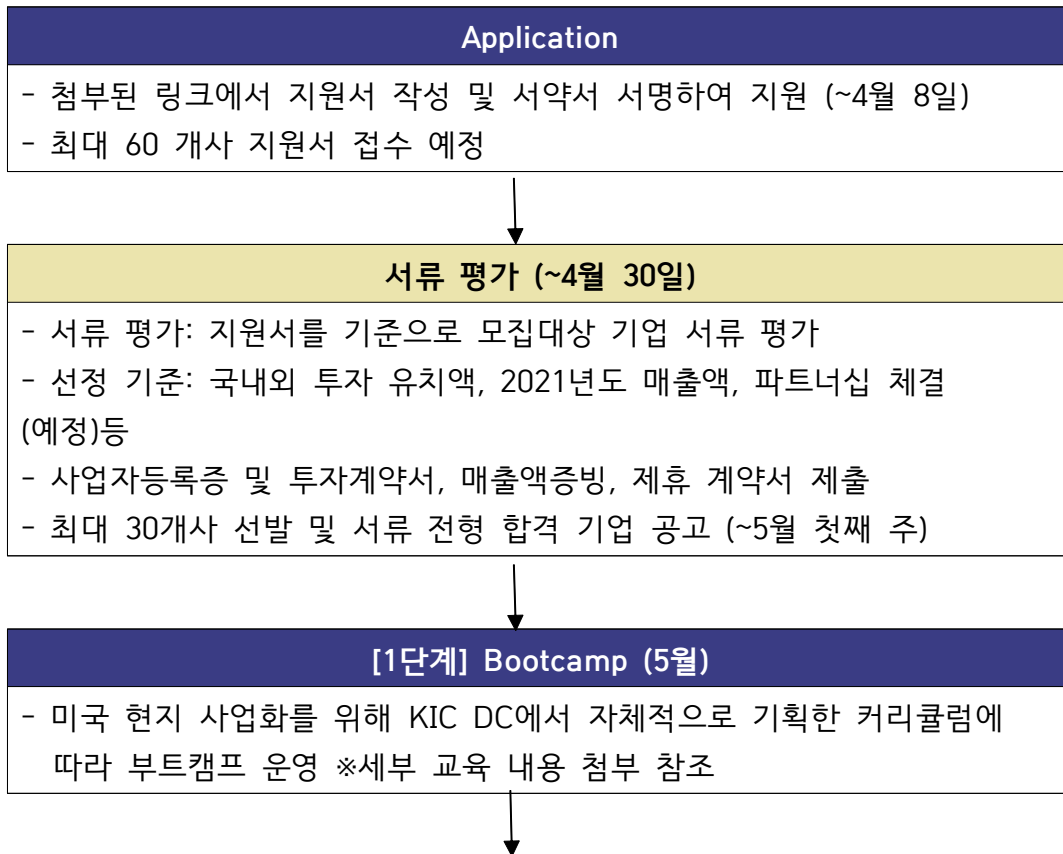 Application
- 첨부된 링크에서 지원서 작성 및 서약서 서명하여 지원 (~4월 8일)
- 최대 60 개사 지원서 접수 예정
서류 평가 (~4월 30일)
- 서류 평가: 지원서를 기준으로 모집대상 기업 서류 평가
- 선정 기준: 국내외 투자 유치액, 2021년도 매출액, 파트너십 체결
(예정)등
- 사업자등록증 및 투자계약서, 매출액증빙, 제휴 계약서 제출
- 최대 30개사 선발 및 서류 전형 합격 기업 공고 (~5월 첫째 주)
[1단계] Bootcamp (5월)
- 미국 현지 사업화를 위해 KIC DC에서 자체적으로 기획한 커리큘럼에
따라 부트캠프 운영 ※세부 교육 내용 첨부 참조